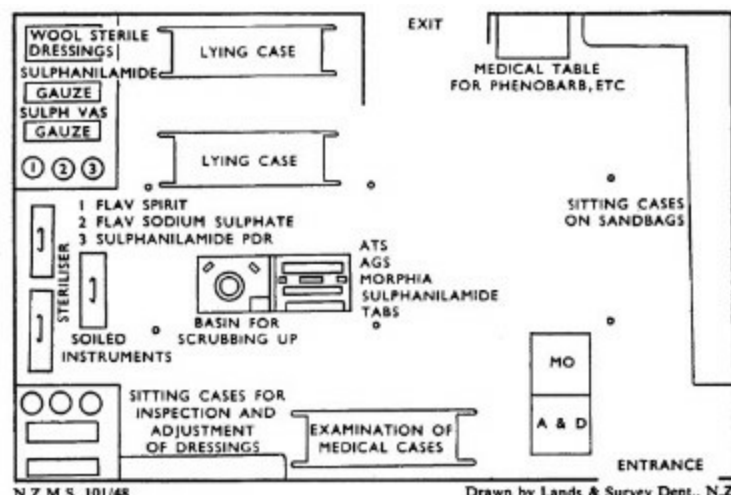 WOOL STERILE
DRESSINGS
SULPHANILAMIDE
GAUZE
SULPH VAS
GAUZE
1 2 3
LYING CASE
LYING CASE
EXIT
MEDICAL TABLE
FOR PHENOBARB, ETC
SITTING CASES
ON SANDBAGS
1 FLAV SPIRIT
2 FLAV SODIUM SULPHATE
3 SULPHANILAMIDE PDR
STERILISER
SOILED
INSTRUMENTS
BASIN FOR
SCRUBBING UP
ATS
AGS
MORPHIA
SULPHANILAMIDE
TABS
SITTING CASES FOR
INSPECTION AND
ADJUSTMENT
OF DRESSINGS
EXAMINATION OF
MEDICAL CASES
MO
A & D
ENTRANCE
N.Z.M.S. 101/48
Drawn by Lands & Survey Dept., N.Z.